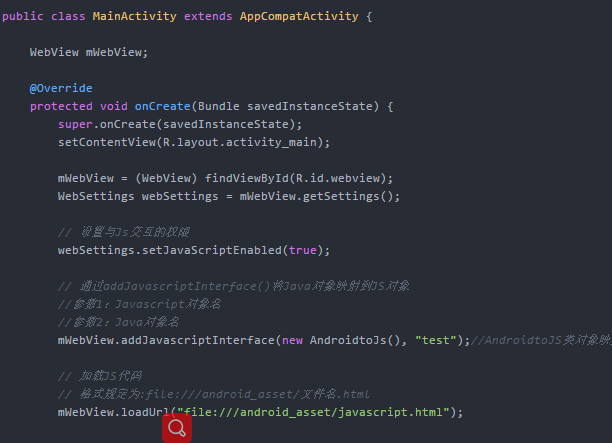 public class MainActivity extends AppCompatActivity {
WebView mWebView;
@Override
protected void onCreate(Bundle savedInstanceState) {
super.onCreate(savedInstanceState);
setContentView(R.layout.activity_main);
mWebView = (WebView) findViewById(R.id.webview);
WebSettings webSettings = mWebView.getSettings();
// 设置与Js交互的权限
webSettings.setJavaScriptEnabled(true);
// 通过addJavascriptInterface()将Java对象映射到JS对象
//参数1：Javascript对象名
//参数2：Java对象名
mWebView.addJavascriptInterface(new AndroidtoJs(), "test");//AndroidtoJS类对象映
// 加载JS代码
// 格式规定为:file:///android_asset/文件名.html
mWebView.loadUrl("file:///android_asset/javascript.html");